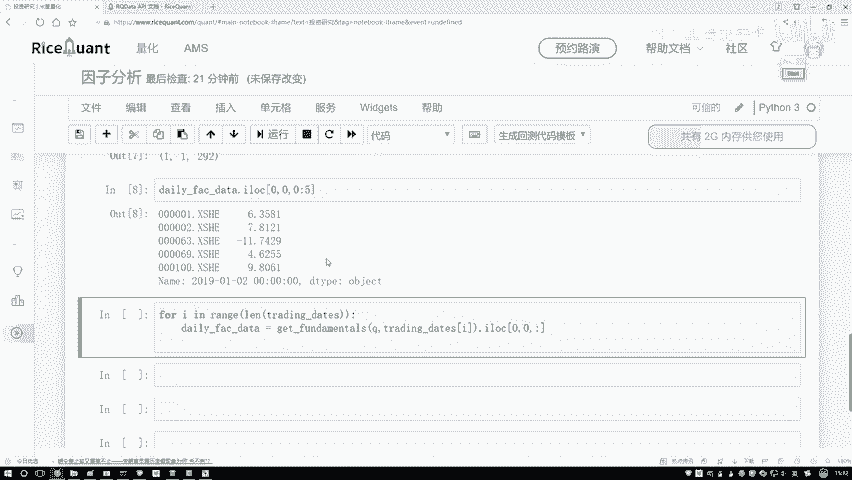 RQData API 文档 - RiceQuant
https://www.ricequant.com/quant/#main-notebook-iframe/text=投资研究&tag=notebook-iframe&event=undefined
RiceQuant 量化 AMS 预约路演 帮助文档 社区
因子分析 最后检查: 21 分钟前 (未保存改变)
文件 编辑 查看 插入 单元格 服务 Widgets 帮助 可信的 Python 3
运行 代码 生成回测代码模板 共有 2G 内存供您使用
Out[7]: (1, 1, 292)
In [8]: daily_fac_data.iloc[0,0,0:5]
Out[8]: 000001.XSHE 6.3581
000002.XSHE 7.8121
000063.XSHE -11.7429
000069.XSHE 4.6255
000100.XSHE 9.8061
Name: 2019-01-02 00:00:00, dtype: object
In [ ]: for i in range(len(trading_dates)):
daily_fac_data = get_fundamentals(q,trading_dates[i]).iloc[0,0,:]
In [ ]:
In [ ]:
In [ ]: